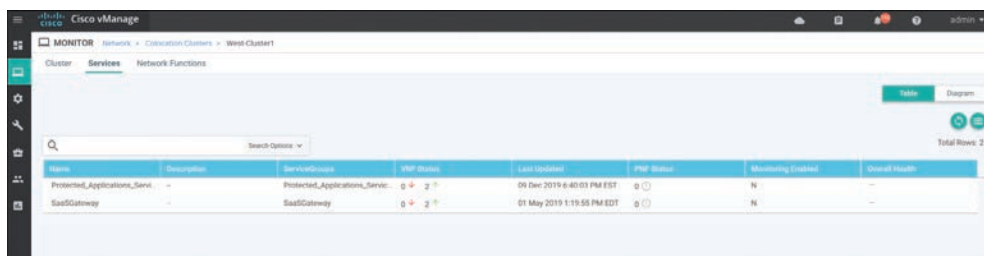 cisco Cisco vManage admin
MONITOR Network > Colocation Clusters > West-Cluster1
Cluster Services Network Functions
Table Diagram
Search Options
Total Rows: 2
Name Description ServiceGroups VNF Status Last Updated PNF Status Monitoring Enabled Overall Health
Protected_Applications_Servi... -- Protected_Applications_Servic... 0 2 09 Dec 2019 6:40:03 PM EST 0 N --
SaaSGateway -- SaaSGateway 0 2 01 May 2019 1:19:55 PM EDT 0 N --